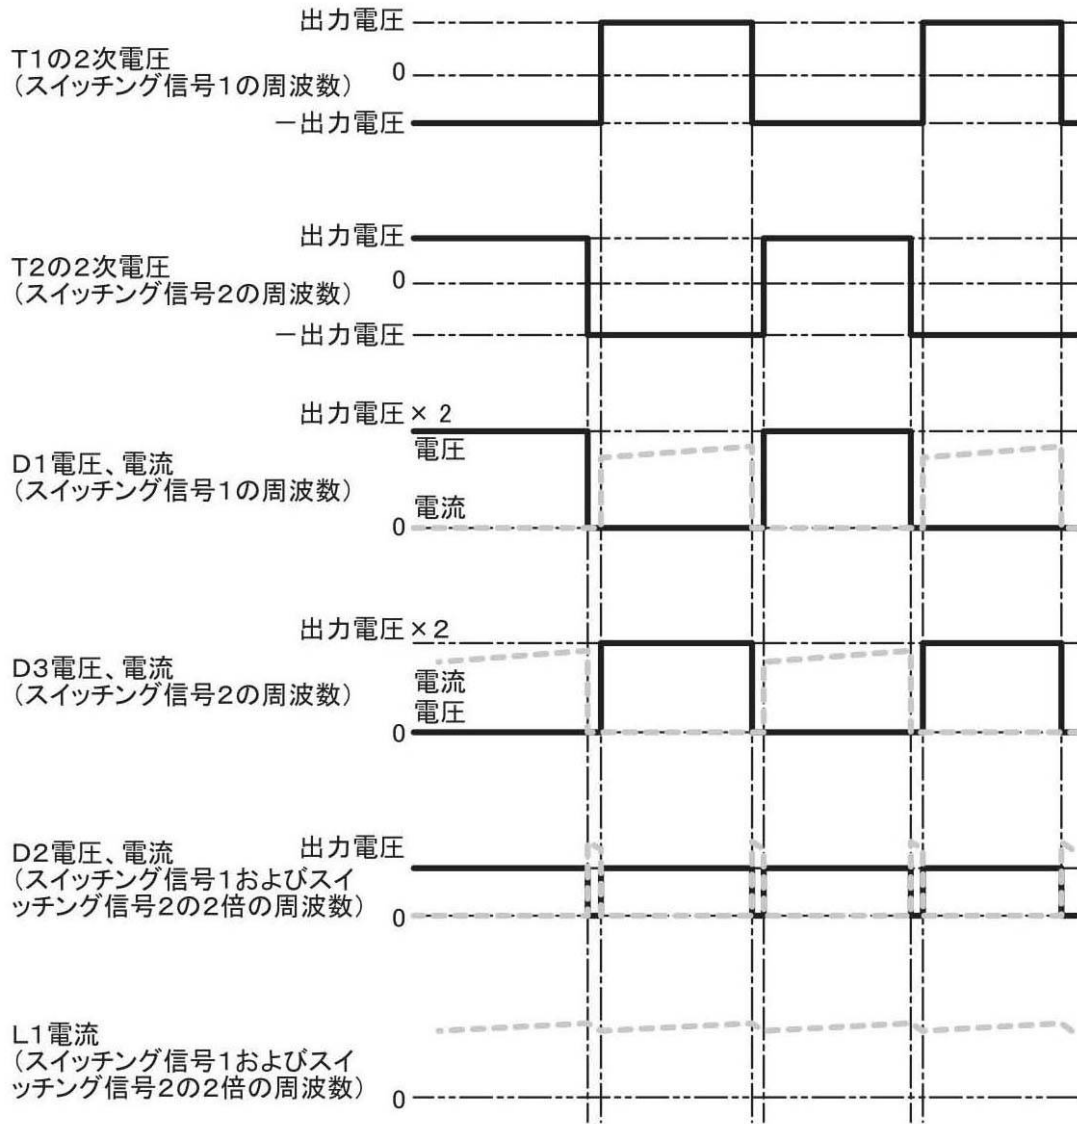 出力電圧
T1の2次電圧
(スイッチング信号1の周波数)
0
－出力電圧
出力電圧
T2の2次電圧
(スイッチング信号2の周波数)
0
－出力電圧
出力電圧×2
電圧
D1電圧、電流
(スイッチング信号1の周波数)
電流
0
出力電圧×2
D3電圧、電流
(スイッチング信号2の周波数)
電流
電圧
0
出力電圧
D2電圧、電流
(スイッチング信号1およびスイ
ッチング信号2の2倍の周波数)
0
L1電流
(スイッチング信号1およびスイ
ッチング信号2の2倍の周波数)
0